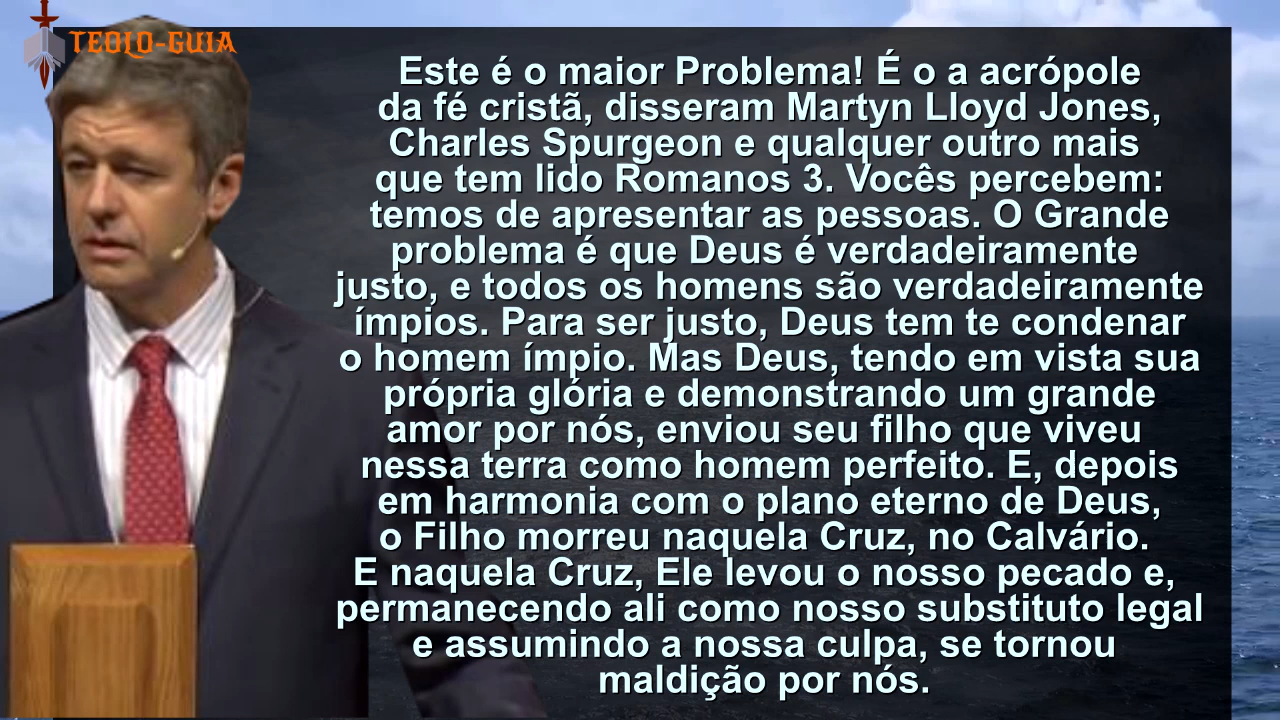 TEOLO-GUIA
Este é o maior Problema! É o a acrópole
da fé cristã, disseram Martyn Lloyd Jones,
Charles Spurgeon e qualquer outro mais
que tem lido Romanos 3. Vocês percebem:
temos de apresentar as pessoas. O Grande
problema é que Deus é verdadeiramente
justo, e todos os homens são verdadeiramente
ímpios. Para ser justo, Deus tem te condenar
o homem ímpio. Mas Deus, tendo em vista sua
própria glória e demonstrando um grande
amor por nós, enviou seu filho que viveu
nessa terra como homem perfeito. E, depois
em harmonia com o plano eterno de Deus,
o Filho morreu naquela Cruz, no Calvário.
E naquela Cruz, Ele levou o nosso pecado e,
permanecendo ali como nosso substituto legal
e assumindo a nossa culpa, se tornou
maldição por nós.